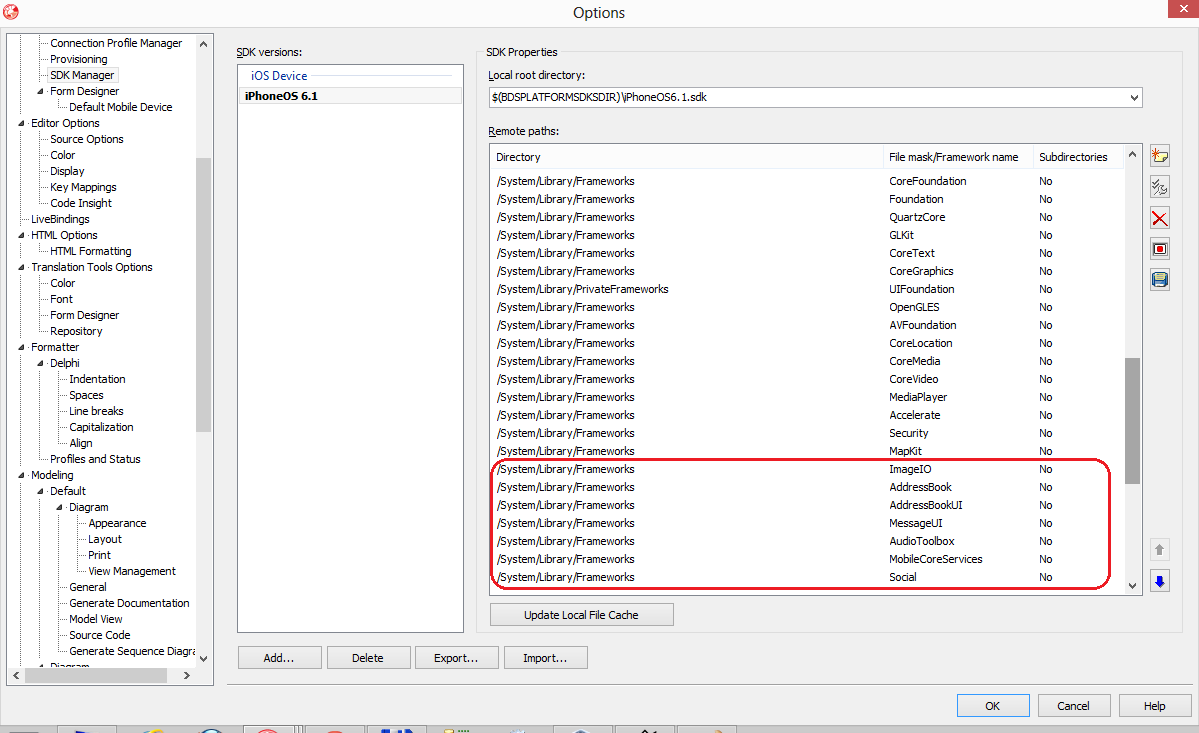 Options
Connection Profile Manager
Provisioning
SDK Manager
Form Designer
Default Mobile Device
Editor Options
Source Options
Color
Display
Key Mappings
Code Insight
LiveBindings
HTML Options
HTML Formatting
Translation Tools Options
Color
Font
Form Designer
Repository
Formatter
Delphi
Indentation
Spaces
Line breaks
Capitalization
Align
Profiles and Status
Modeling
Default
Diagram
Appearance
Layout
Print
View Management
General
Generate Documentation
Model View
Source Code
Generate Sequence Diagra
Diagram
SDK versions:
iOS Device
iPhoneOS 6.1
SDK Properties
Local root directory:
$(BDSPLATFORMSDKSDIR)\iPhoneOS6.1.sdk
Remote paths:
Directory File mask/Framework name Subdirectories
/System/Library/Frameworks CoreFoundation No
/System/Library/Frameworks Foundation No
/System/Library/Frameworks QuartzCore No
/System/Library/Frameworks GLKit No
/System/Library/Frameworks CoreText No
/System/Library/Frameworks CoreGraphics No
/System/Library/PrivateFrameworks UIFoundation No
/System/Library/Frameworks OpenGLES No
/System/Library/Frameworks AVFoundation No
/System/Library/Frameworks CoreLocation No
/System/Library/Frameworks CoreMedia No
/System/Library/Frameworks CoreVideo No
/System/Library/Frameworks MediaPlayer No
/System/Library/Frameworks Accelerate No
/System/Library/Frameworks Security No
/System/Library/Frameworks MapKit No
/System/Library/Frameworks ImageIO No
/System/Library/Frameworks AddressBook No
/System/Library/Frameworks AddressBookUI No
/System/Library/Frameworks MessageUI No
/System/Library/Frameworks AudioToolbox No
/System/Library/Frameworks MobileCoreServices No
/System/Library/Frameworks Social No
Update Local File Cache
Add... Delete Export... Import...
OK Cancel Help